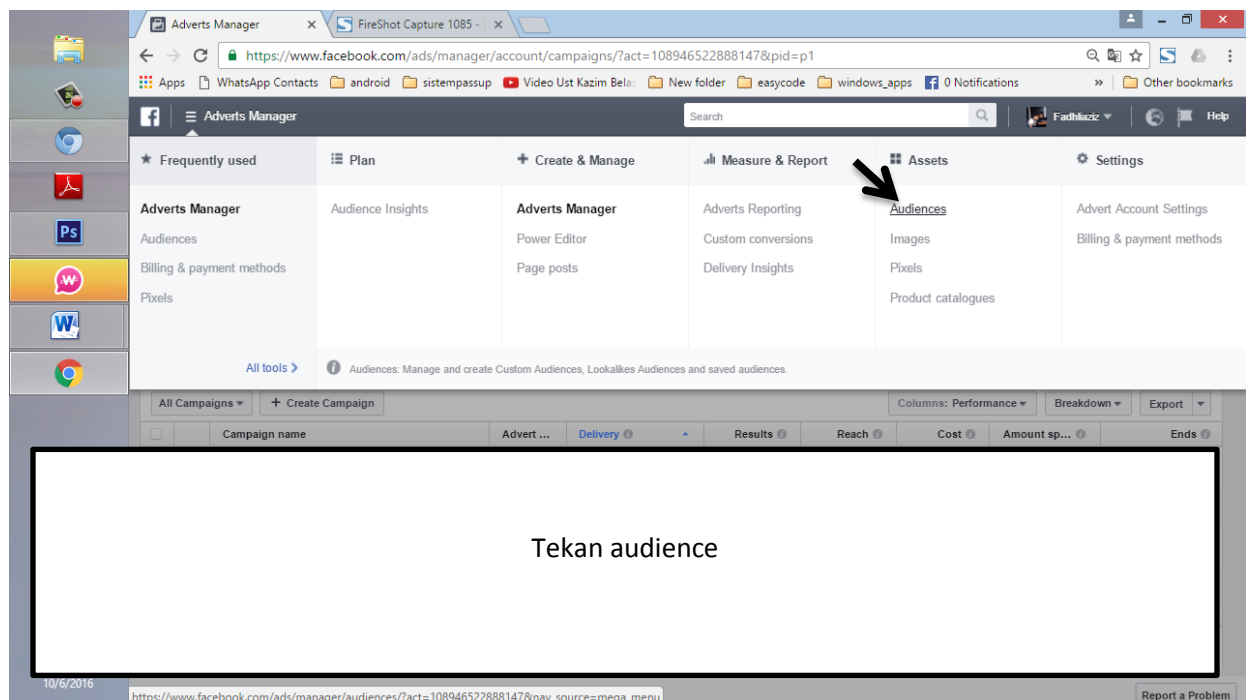 Adverts Manager
FireShot Capture 1085 -
https://www.facebook.com/ads/manager/account/campaigns/?act=1089465228888147&pid=p1
Apps WhatsApp Contacts android sistempassup Video Ust Kazim Belas New folder easycode windows_apps 0 Notifications » Other bookmarks
Adverts Manager Search Fadhliaziz Help
Frequently used Plan + Create & Manage Measure & Report Assets Settings
Adverts Manager Audience Insights Adverts Manager Adverts Reporting Audiences Advert Account Settings
Audiences Power Editor Custom conversions Images Billing & payment methods
Billing & payment methods Page posts Delivery Insights Pixels
Pixels Product catalogues
All tools Audiences: Manage and create Custom Audiences, Lookalikes Audiences and saved audiences.
All Campaigns + Create Campaign Columns: Performance Breakdown Export
Campaign name Advert ... Delivery Results Reach Cost Amount sp... Ends
Tekan audience
10/6/2016
https://www.facebook.com/ads/manager/audiences/?act=1089465228888147&nav_source=mega_menu
Report a Problem
Ps
W